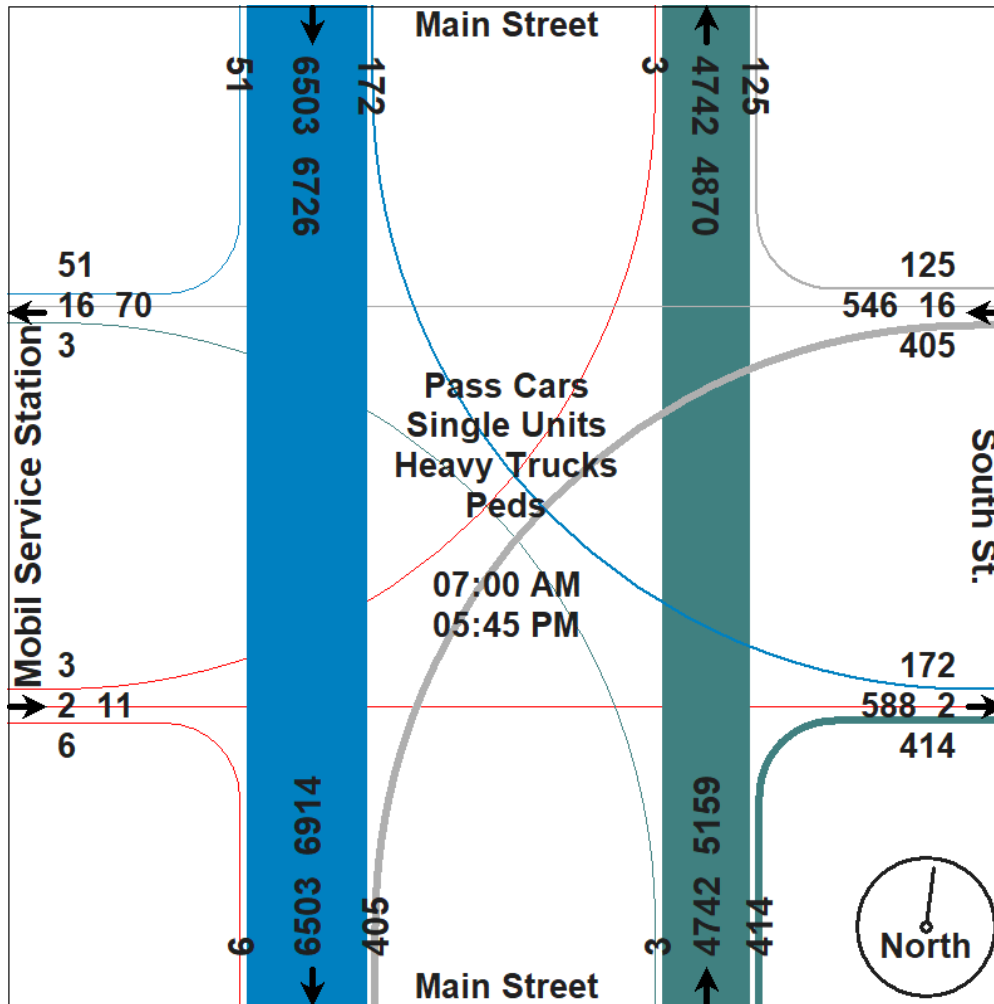 Main Street
51
6503 6726
172
3
4742 4870
125
51
16 70
3
125
546 16
405
Mobil Service Station
Pass Cars
Single Units
Heavy Trucks
Peds
South St.
07:00 AM
05:45 PM
3
2 11
6
172
588 2
414
6
6503 6914
405
3
4742 5159
414
North
Main Street